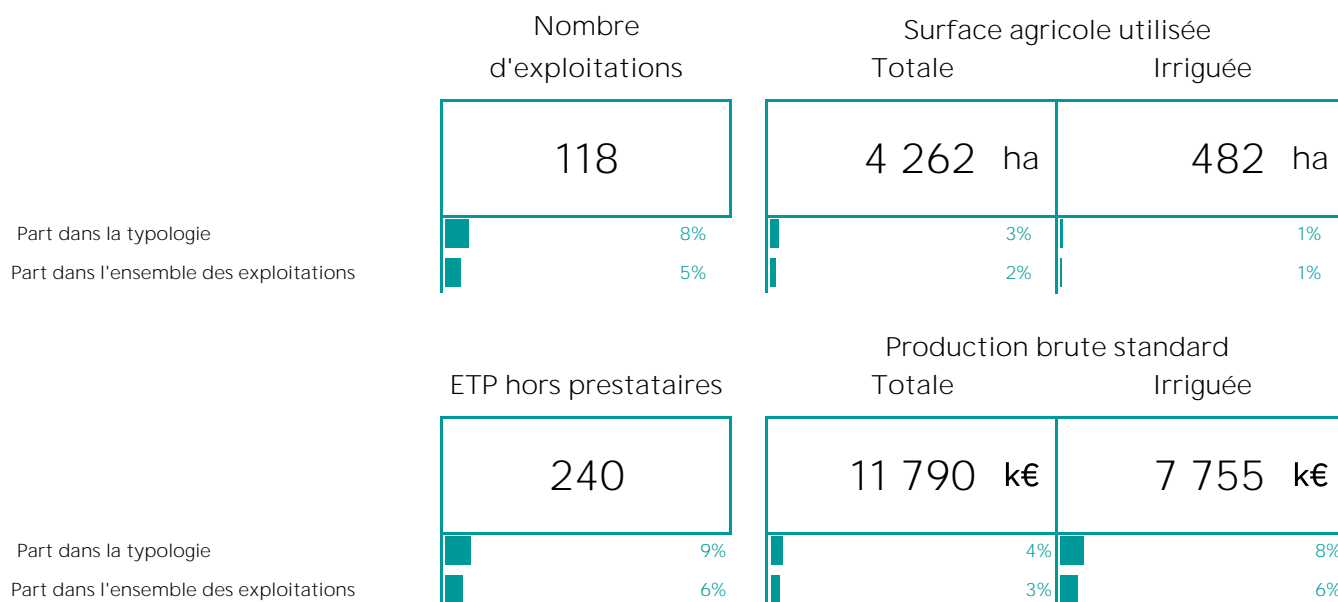 Nombre d'exploitations
Surface agricole utilisée
Totale Irriguée
118 4 262 ha 482 ha
Part dans la typologie 8% 3% 1%
Part dans l'ensemble des exploitations 5% 2% 1%
Production brute standard
ETP hors prestataires Totale Irriguée
240 11 790 k€ 7 755 k€
Part dans la typologie 9% 4% 8%
Part dans l'ensemble des exploitations 6% 3% 6%